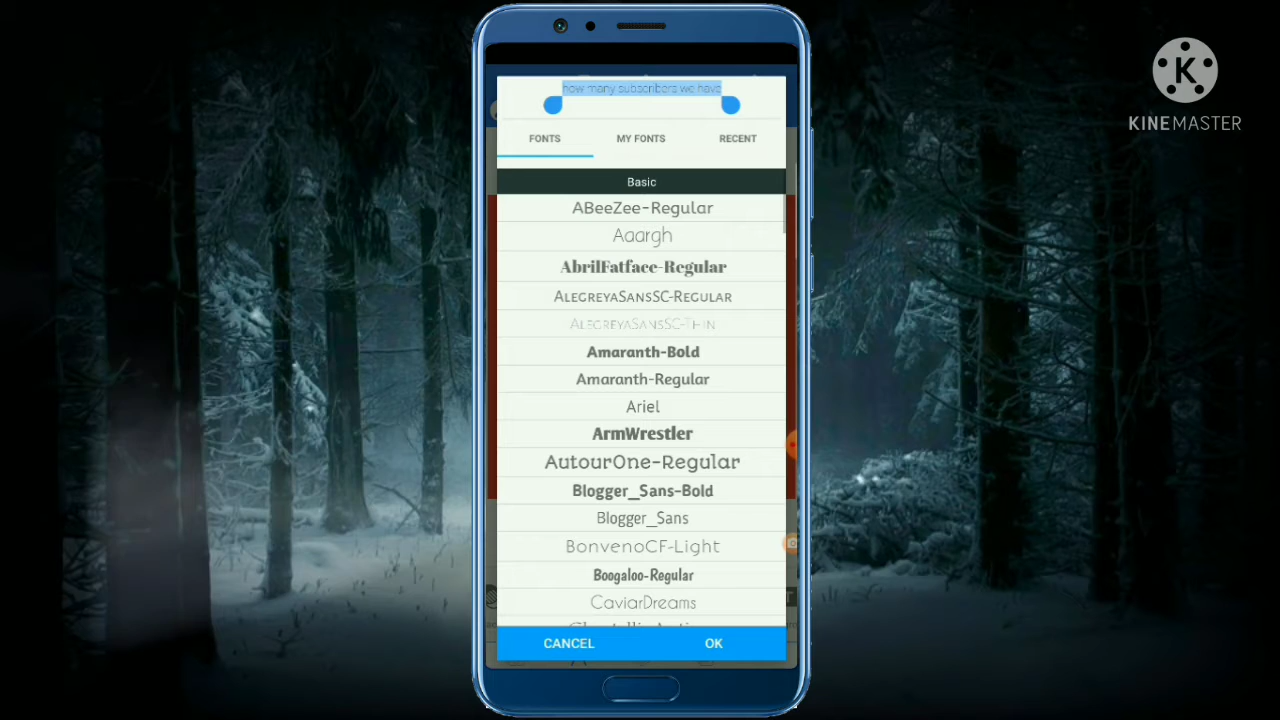 how many subscribers we have
FONTS MY FONTS RECENT
Basic
ABeeZee-Regular
Aaargh
AbrilFatface-Regular
AlegreyaSansSC-Regular
AlegreyaSansSC-Thin
Amaranth-Bold
Amaranth-Regular
Ariel
ArmWrestler
AutourOne-Regular
Blogger_Sans-Bold
Blogger_Sans
BonvenoCF-Light
Boogaloo-Regular
CaviarDreams
CANCEL OK
K
KINEMASTER